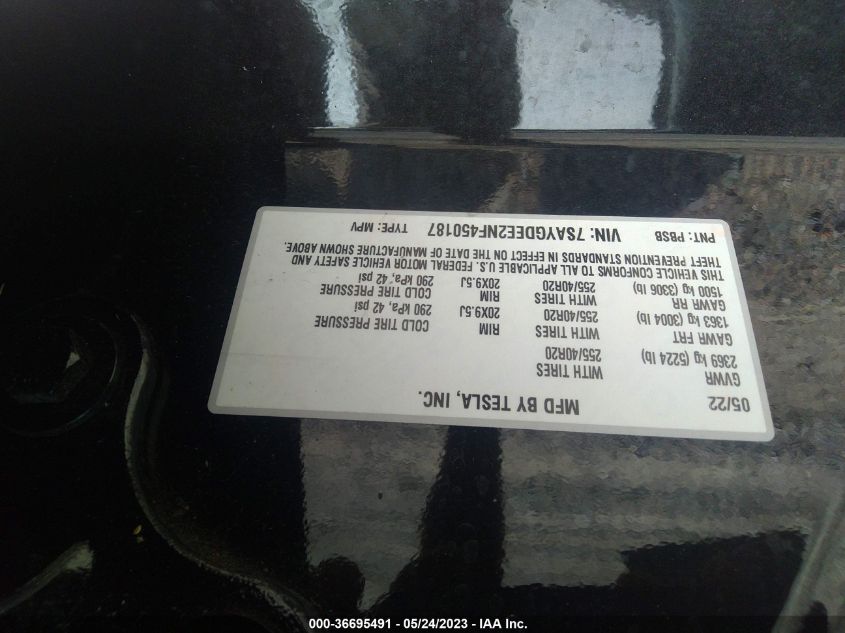 05/22 MFD BY TESLA, INC.
GVWR
2369 kg (5224 lb) WITH TIRES
255/40R20
GAWR FRT
1363 kg (3004 lb) WITH TIRES RIM COLD TIRE PRESSURE
255/40R20 20X9.5J 290 kPa, 42 psi
GAWR RR
1500 kg (3306 lb) WITH TIRES RIM COLD TIRE PRESSURE
255/40R20 20X9.5J 290 kPa, 42 psi
THIS VEHICLE CONFORMS TO ALL APPLICABLE U.S. FEDERAL MOTOR VEHICLE SAFETY AND
THEFT PREVENTION STANDARDS IN EFFECT ON THE DATE OF MANUFACTURE SHOWN ABOVE.
PNT: PBSB VIN: 7SAYGDEE2NF450187 TYPE: MPV
000-36695491 - 05/24/2023 - IAA Inc.